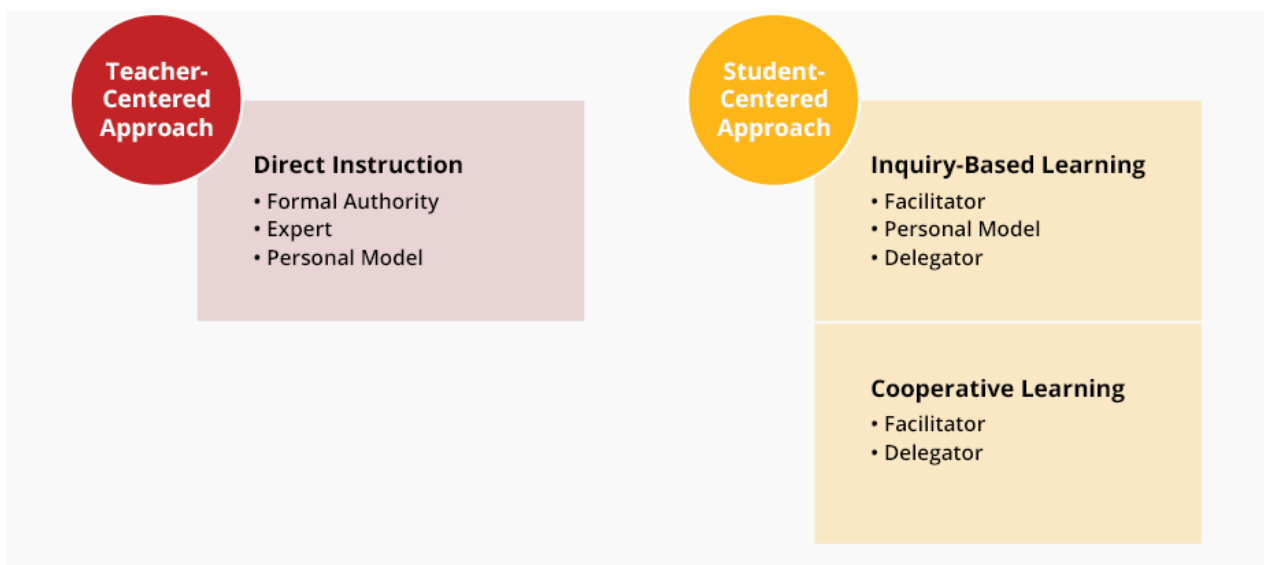 Teacher-
Centered
Approach
Direct Instruction
• Formal Authority
• Expert
• Personal Model
Student-
Centered
Approach
Inquiry-Based Learning
• Facilitator
• Personal Model
• Delegator
Cooperative Learning
• Facilitator
• Delegator